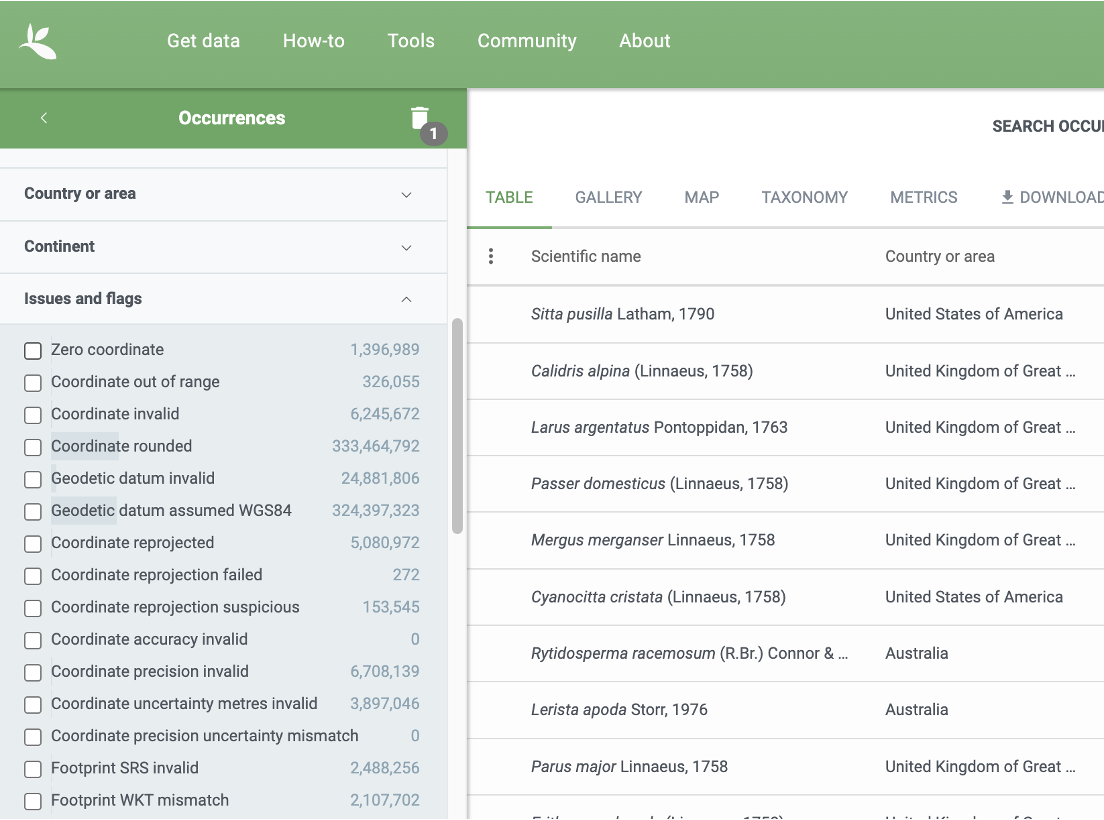 Get data How-to Tools Community About
Occurrences
1
Country or area
Continent
Issues and flags
Zero coordinate 1,396,989
Coordinate out of range 326,055
Coordinate invalid 6,245,672
Coordinate rounded 333,464,792
Geodetic datum invalid 24,881,806
Geodetic datum assumed WGS84 324,397,323
Coordinate reprojected 5,080,972
Coordinate reprojection failed 272
Coordinate reprojection suspicious 153,545
Coordinate accuracy invalid 0
Coordinate precision invalid 6,708,139
Coordinate uncertainty metres invalid 3,897,046
Coordinate precision uncertainty mismatch 0
Footprint SRS invalid 2,488,256
Footprint WKT mismatch 2,107,702
SEARCH OCCU
TABLE GALLERY MAP TAXONOMY METRICS DOWNLOAD
Scientific name Country or area
Sitta pusilla Latham, 1790 United States of America
Calidris alpina (Linnaeus, 1758) United Kingdom of Great ...
Larus argentatus Pontoppidan, 1763 United Kingdom of Great ...
Passer domesticus (Linnaeus, 1758) United Kingdom of Great ...
Mergus merganser Linnaeus, 1758 United Kingdom of Great ...
Cyanocitta cristata (Linnaeus, 1758) United States of America
Rytidosperma racemosum (R.Br.) Connor & ... Australia
Lerista apoda Storr, 1976 Australia
Parus major Linnaeus, 1758 United Kingdom of Great ...